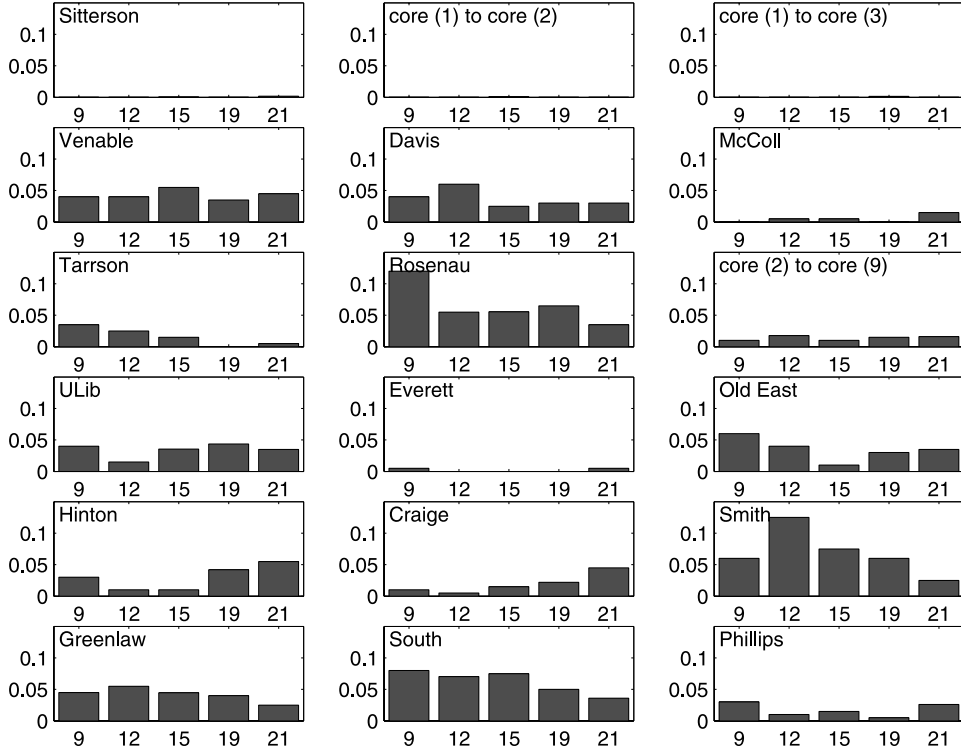 Sitterson core (1) to core (2) core (1) to core (3)
0.1 0.1 0.1
0.05 0.05 0.05
0 0 0
9 12 15 19 21 9 12 15 19 21 9 12 15 19 21
Venable Davis McColl
0.1 0.1 0.1
0.05 0.05 0.05
0 0 0
9 12 15 19 21 9 12 15 19 21 9 12 15 19 21
Tarrson Rosenau core (2) to core (9)
0.1 0.1 0.1
0.05 0.05 0.05
0 0 0
9 12 15 19 21 9 12 15 19 21 9 12 15 19 21
ULib Everett Old East
0.1 0.1 0.1
0.05 0.05 0.05
0 0 0
9 12 15 19 21 9 12 15 19 21 9 12 15 19 21
Hinton Craige Smith
0.1 0.1 0.1
0.05 0.05 0.05
0 0 0
9 12 15 19 21 9 12 15 19 21 9 12 15 19 21
Greenlaw South Phillips
0.1 0.1 0.1
0.05 0.05 0.05
0 0 0
9 12 15 19 21 9 12 15 19 21 9 12 15 19 21